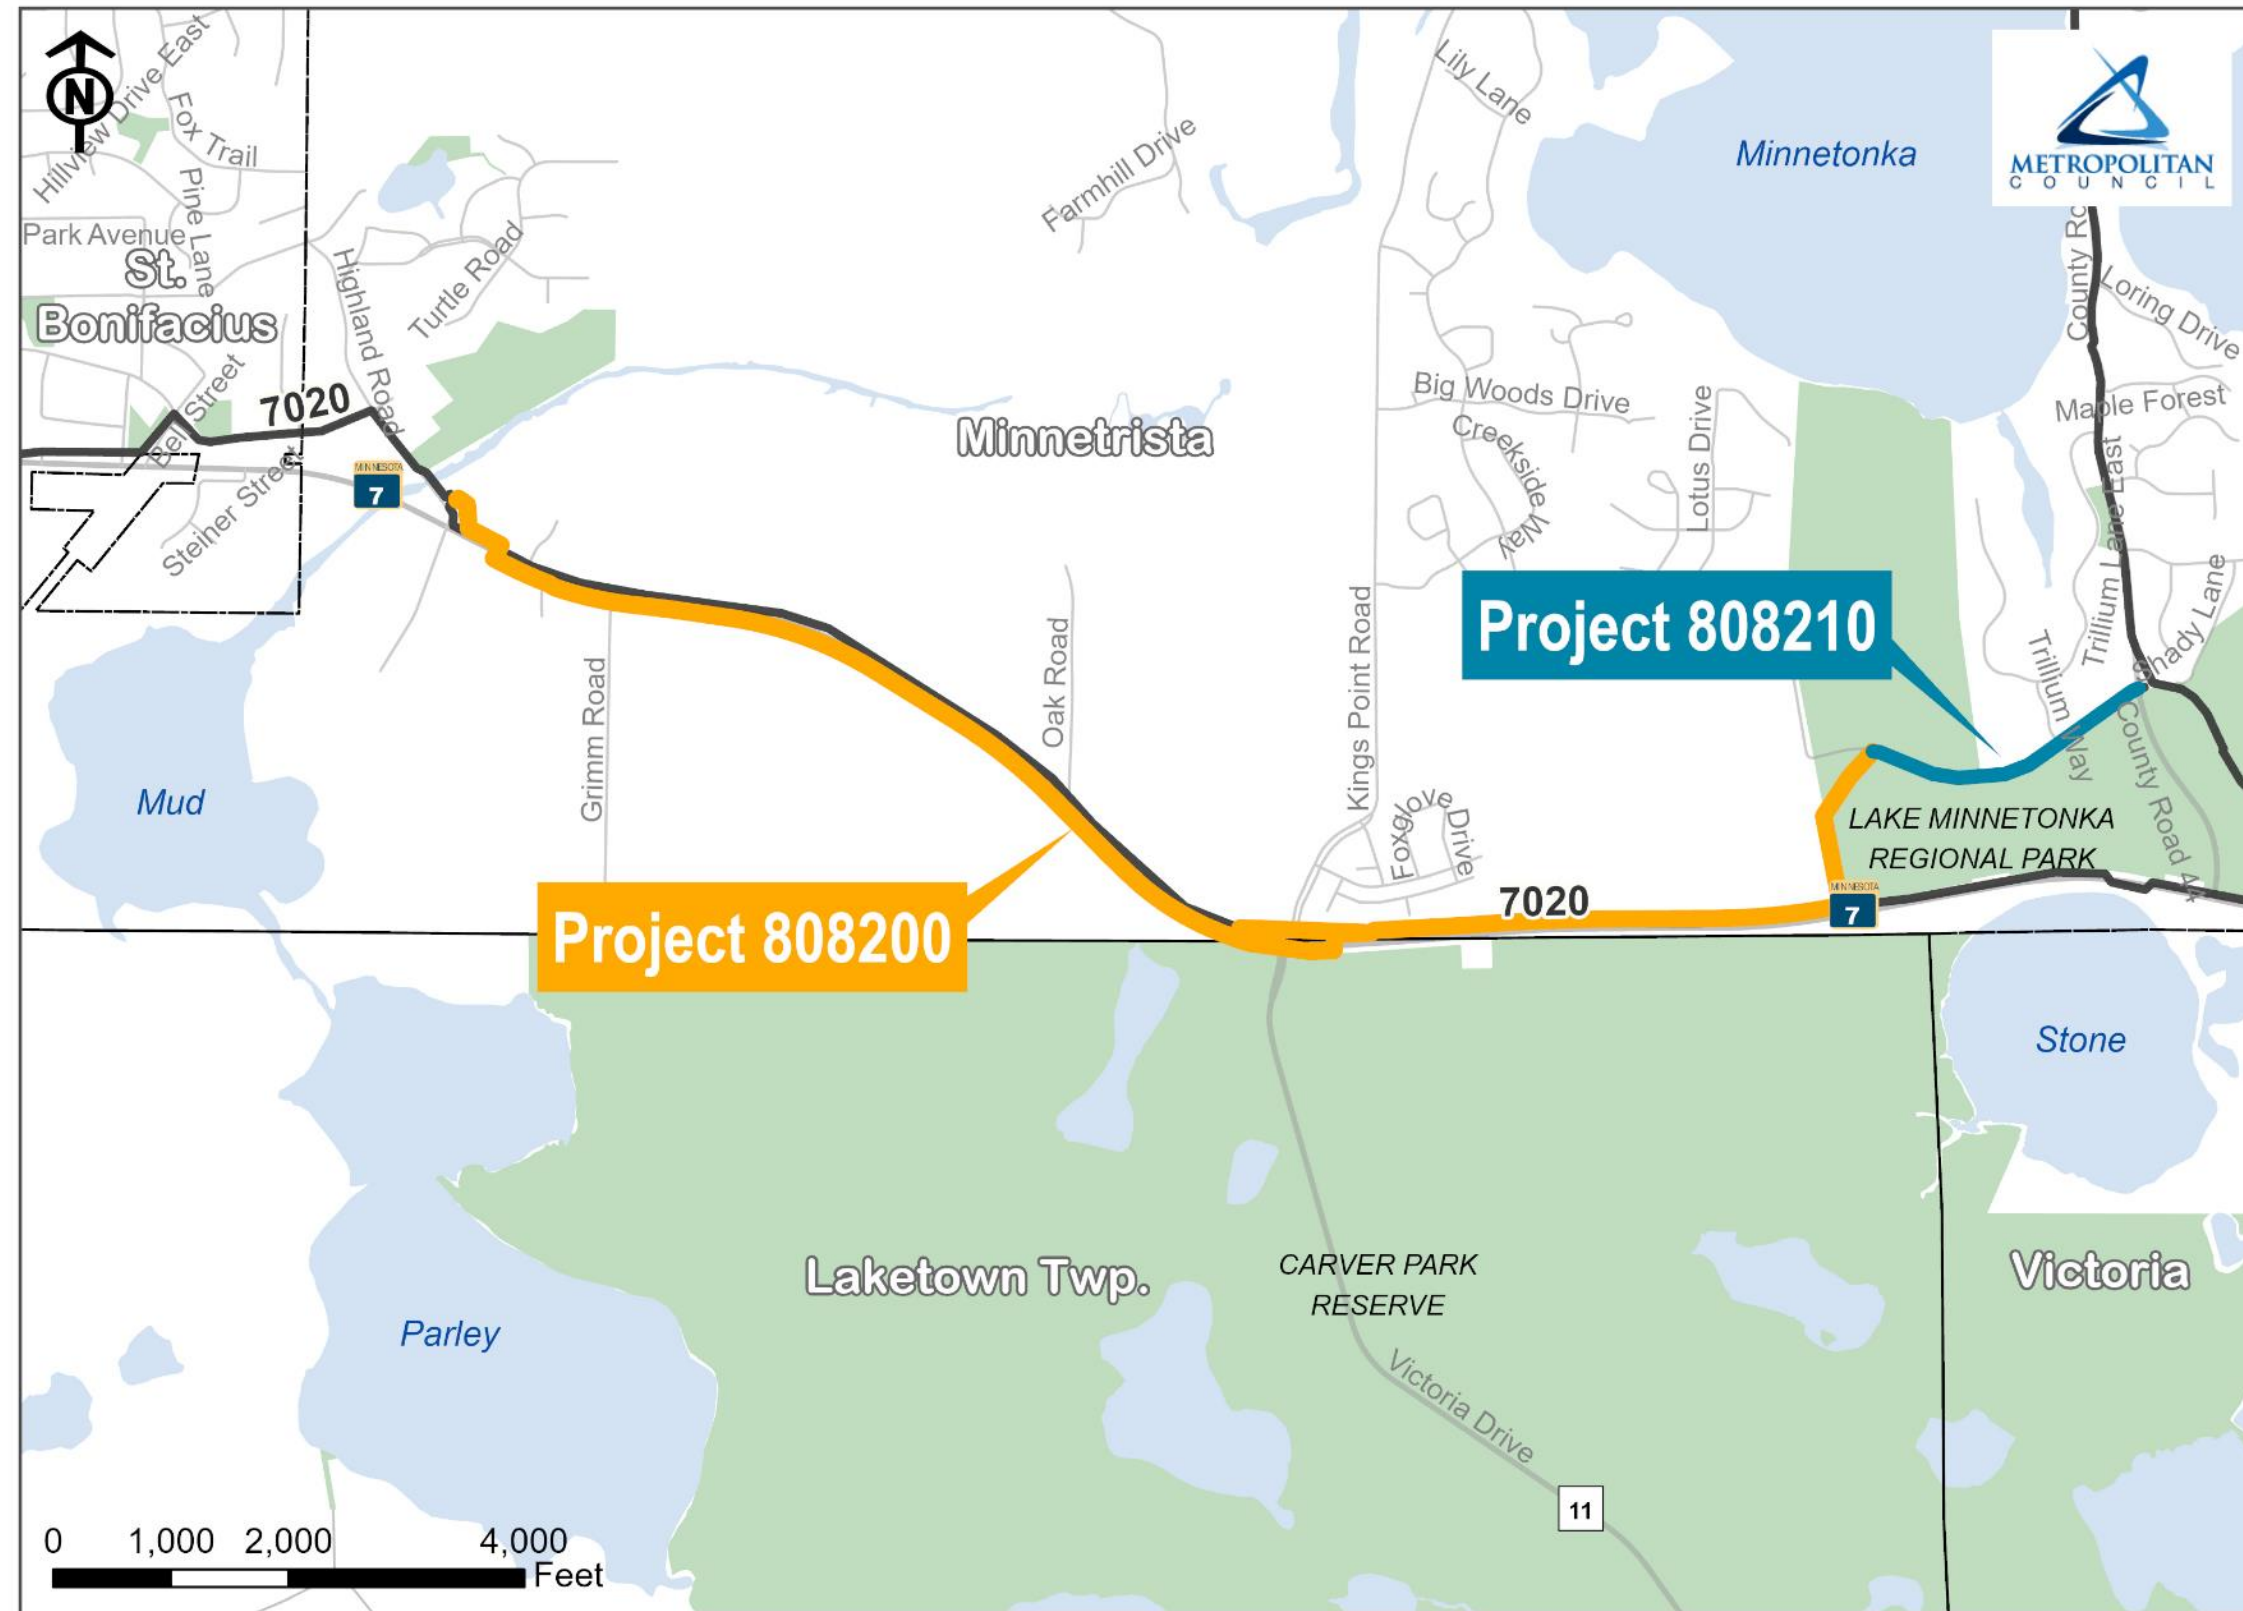 N
Hillview Drive East
Fox Trail
Pine Lane
Park Avenue
St.
Bonifacius
Highland Road
Turtle Road
Farmhill Drive
Lily Lane
Minnetonka
METROPOLITAN
COUNCIL
Loring Drive
Maple Forest
Bell Street
7020
Steiner Street
MINNESOTA
7
Minnetrista
Big Woods Drive
Creekside Way
Lotus Drive
Trillium Lane East
Shady Lane
Trillium Way
County Road 44
Project 808210
Kings Point Road
Oak Road
Grimm Road
Foxglove Drive
Mud
LAKE MINNETONKA
REGIONAL PARK
MINNESOTA
7
7020
Project 808200
Stone
Laketown Twp.
CARVER PARK
RESERVE
Victoria
Parley
Victoria Drive
11
0 1,000 2,000 4,000
Feet